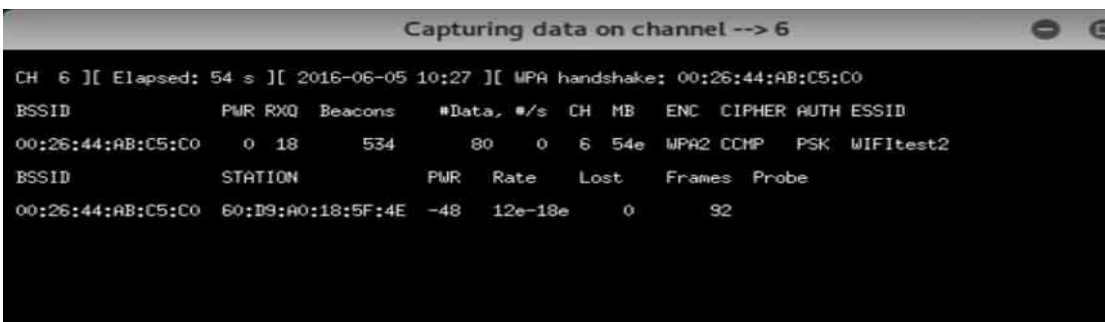 Capturing data on channel --> 6
CH 6 ][ Elapsed: 54 s ][ 2016-06-05 10:27 ][ WPA handshake: 00:26:44:AB:C5:C0
BSSID PWR RXQ Beacons #Data, #/s CH MB ENC CIPHER AUTH ESSID
00:26:44:AB:C5:C0 0 18 534 80 0 6 54e WPA2 CCMP PSK WIFItest2
BSSID STATION PWR Rate Lost Frames Probe
00:26:44:AB:C5:C0 60:D9:A0:18:5F:4E -48 12e-18e 0 92